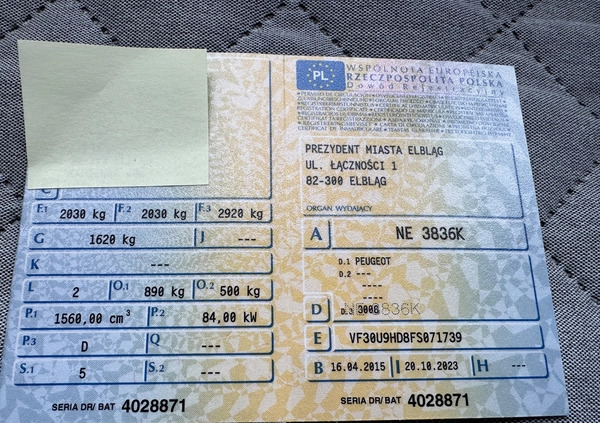 PL
WSPÓLNOTA EUROPEJSKA
RZECZPOSPOLITA POLSKA
Dowód Rejestracyjny
PREZYDENT MIASTA ELBLĄG
UL. ŁĄCZNOŚCI 1
82-300 ELBLĄG
ORGAN WYDAJĄCY
A NE 3836K
D.1 PEUGEOT
D.2 ---
----
----
D D.3 3008
NE 3836K
E VF30U9HD8FS071739
B 16.04.2015 I 20.10.2023 H ---
SERIA DR/ BAT 4028871
C
F.1 2030 kg F.2 2030 kg F.3 2920 kg
G 1620 kg J ---
K ---
L 2 O.1 890 kg O.2 500 kg
P.1 1560,00 cm³ P.2 84,00 kW
P.3 D Q ---
S.1 5 S.2 ---
SERIA DR/ BAT 4028871